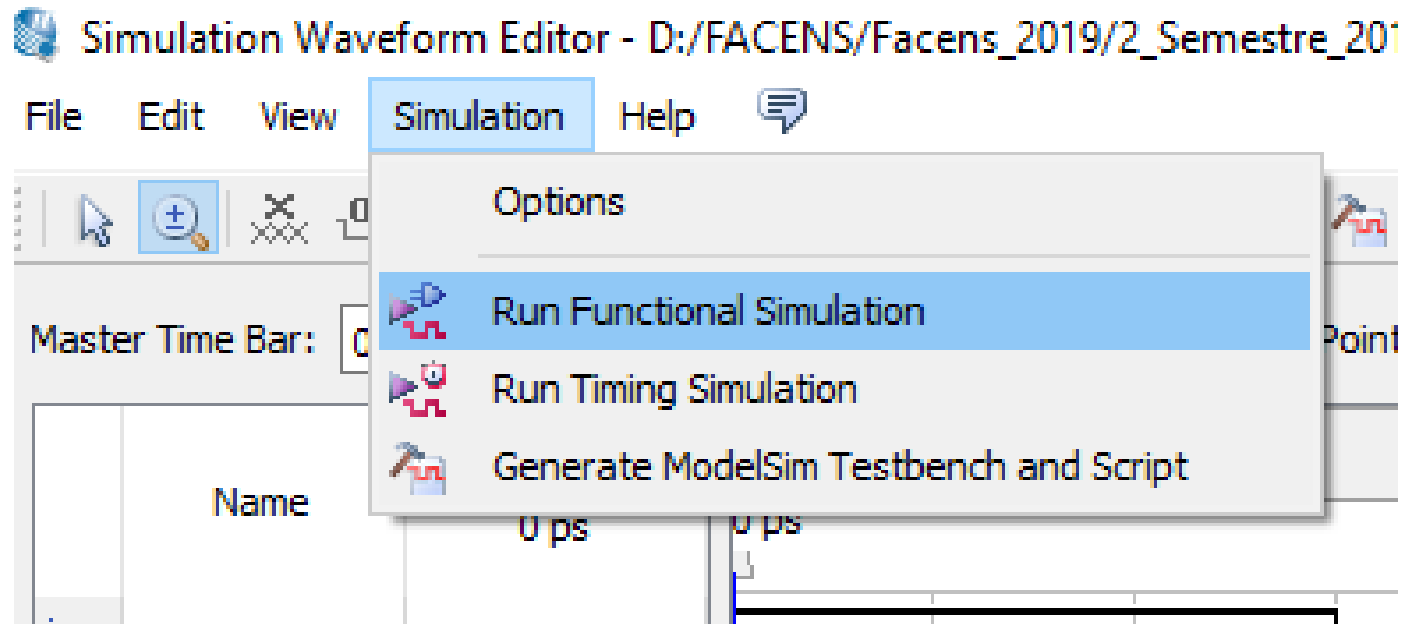 Simulation Waveform Editor - D:/FACENS/Facens_2019/2_Semestre_201
File Edit View Simulation Help
Options
Run Functional Simulation
Master Time Bar: Point
Run Timing Simulation
Generate ModelSim Testbench and Script
Name
0 ps 0 ps